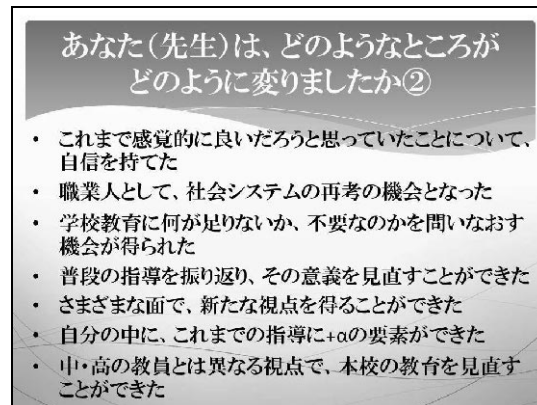 あなた(先生)は、どのようなところが
どのように変りましたか②
・ これまで感覚的に良いだろうと思っていたことについて、
自信を持てた
・ 職業人として、社会システムの再考の機会となった
・ 学校教育に何が足りないか、不要なのかを問いなおす
機会が得られた
・ 普段の指導を振り返り、その意義を見直すことができた
・ さまざまな面で、新たな視点を得ることができた
・ 自分の中に、これまでの指導に+αの要素ができた
・ 中・高の教員とは異なる視点で、本校の教育を見直す
ことができた